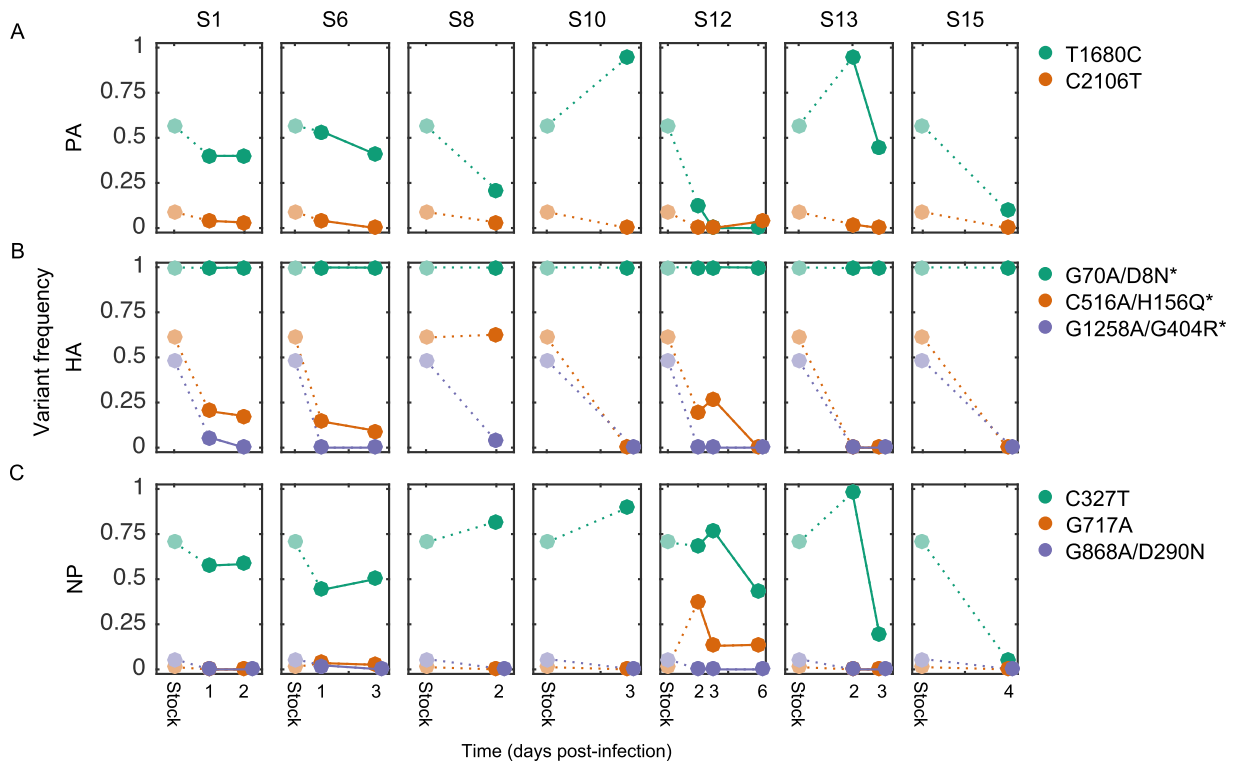 S1 S6 S8 S10 S12 S13 S15
A
1
0.75
0.5
0.25
0
PA
T1680C
C2106T
B
1
0.75
0.5
0.25
0
HA
Variant frequency
G70A/D8N*
C516A/H156Q*
G1258A/G404R*
C
1
0.75
0.5
0.25
0
NP
C327T
G717A
G868A/D290N
Stock 1 2 Stock 1 3 Stock 2 Stock 3 Stock 2 3 6 Stock 2 3 Stock 4
Time (days post-infection)